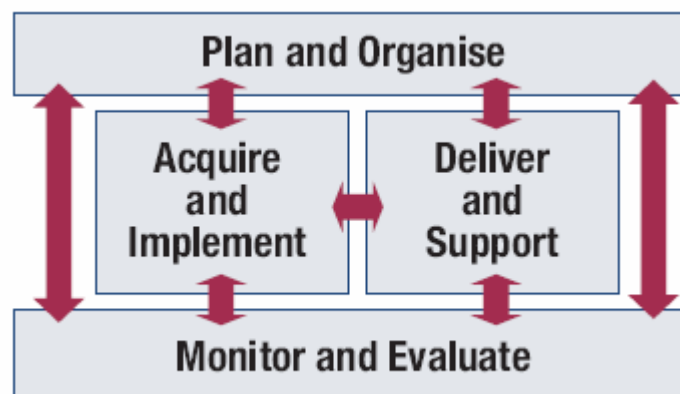 Plan and Organise
Acquire
and
Implement
Deliver
and
Support
Monitor and Evaluate